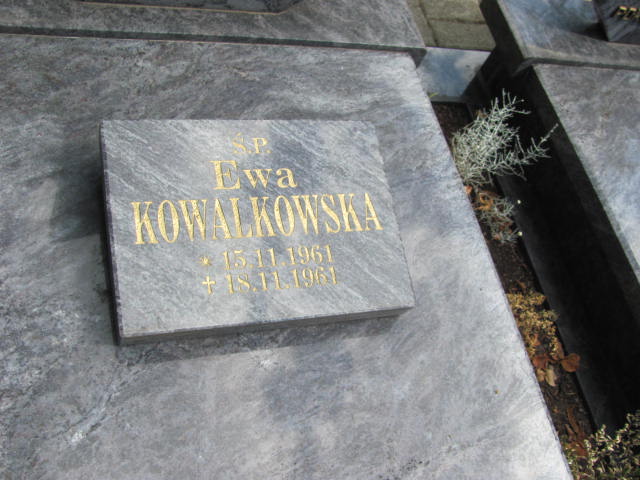 Ś.P.
Ewa
KOWALKOWSKA
* 15.11.1961
† 18.11.1961